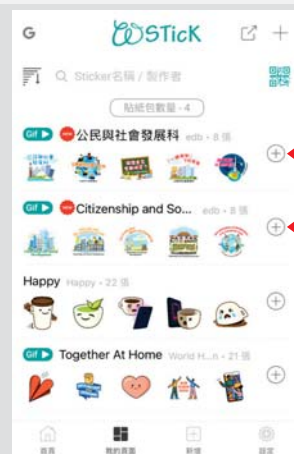 G
WSTicK
Sticker名稱 / 製作者
貼紙包數量 - 4
Gif
new
公民與社會發展科 edb - 8 張
Gif
new
Citizenship and So... edb - 8 張
Happy Happy - 22 張
Gif
Together At Home World H...n - 21 張
首頁
我的頁面
新增
設定